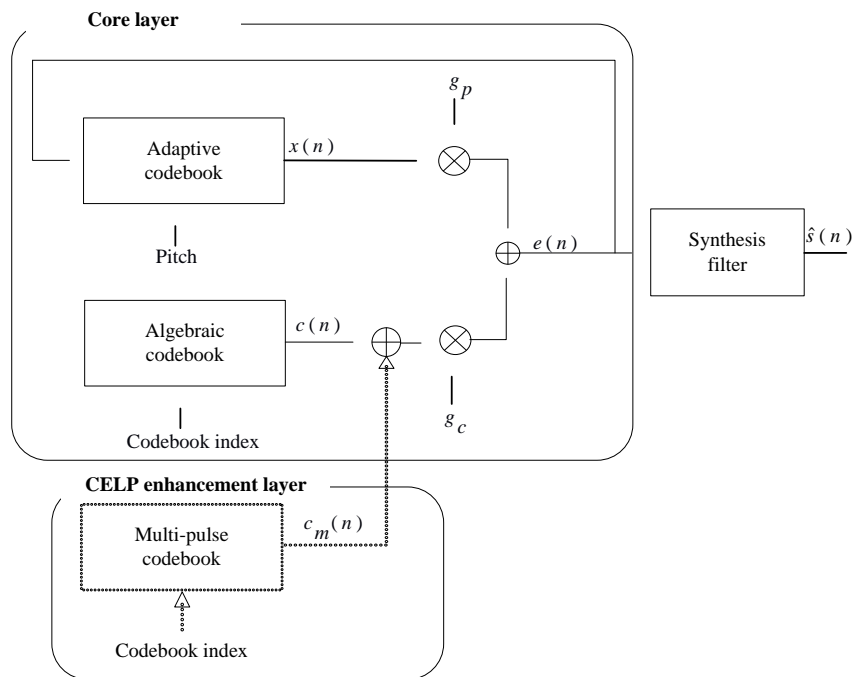 Core layer
g_p
Adaptive
codebook
x(n)
Pitch
e(n)
Synthesis
filter
ŝ(n)
Algebraic
codebook
c(n)
g_c
Codebook index
CELP enhancement layer
Multi-pulse
codebook
c_m(n)
Codebook index